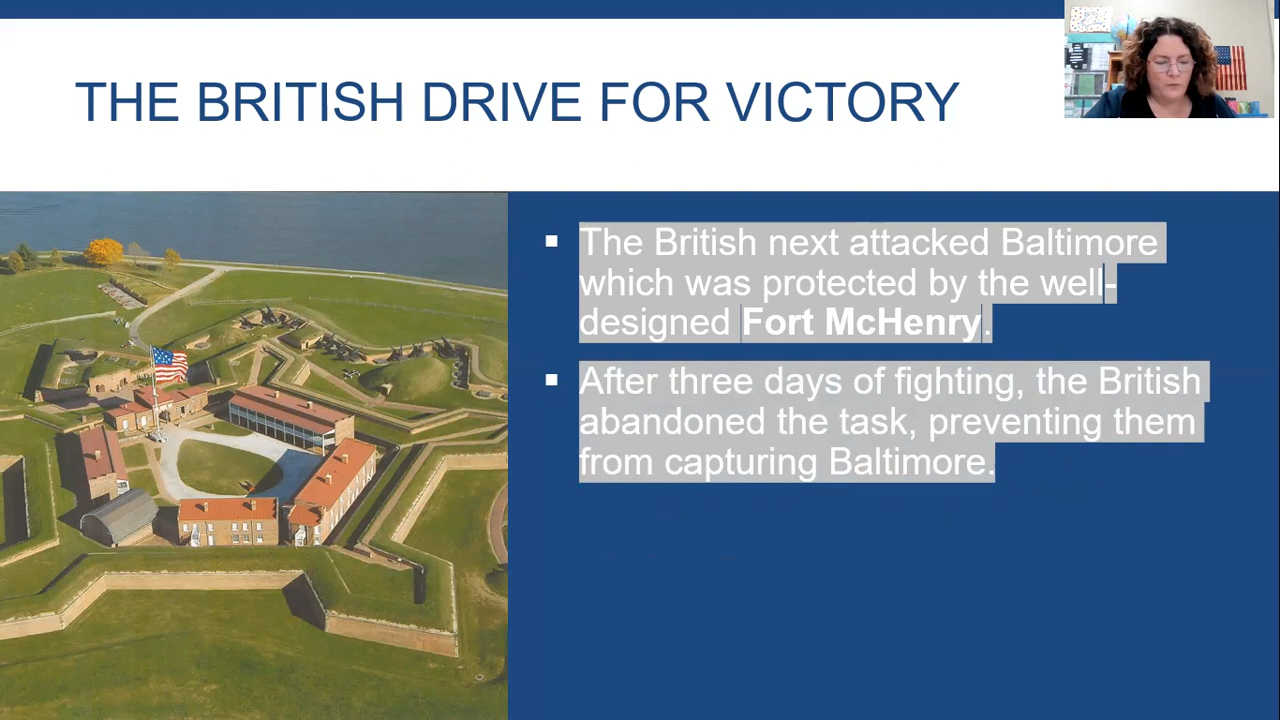 THE BRITISH DRIVE FOR VICTORY
▪ The British next attacked Baltimore
which was protected by the well-
designed Fort McHenry.
▪ After three days of fighting, the British
abandoned the task, preventing them
from capturing Baltimore.